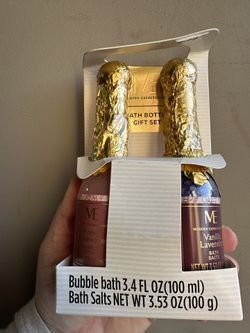 BATH BOTTLE
GIFT SET
ME
ME
Vanilla
Lavender
BATH
SALTS
Bubble bath 3.4 FL OZ(100 ml)
Bath Salts NET WT 3.53 OZ(100 g)